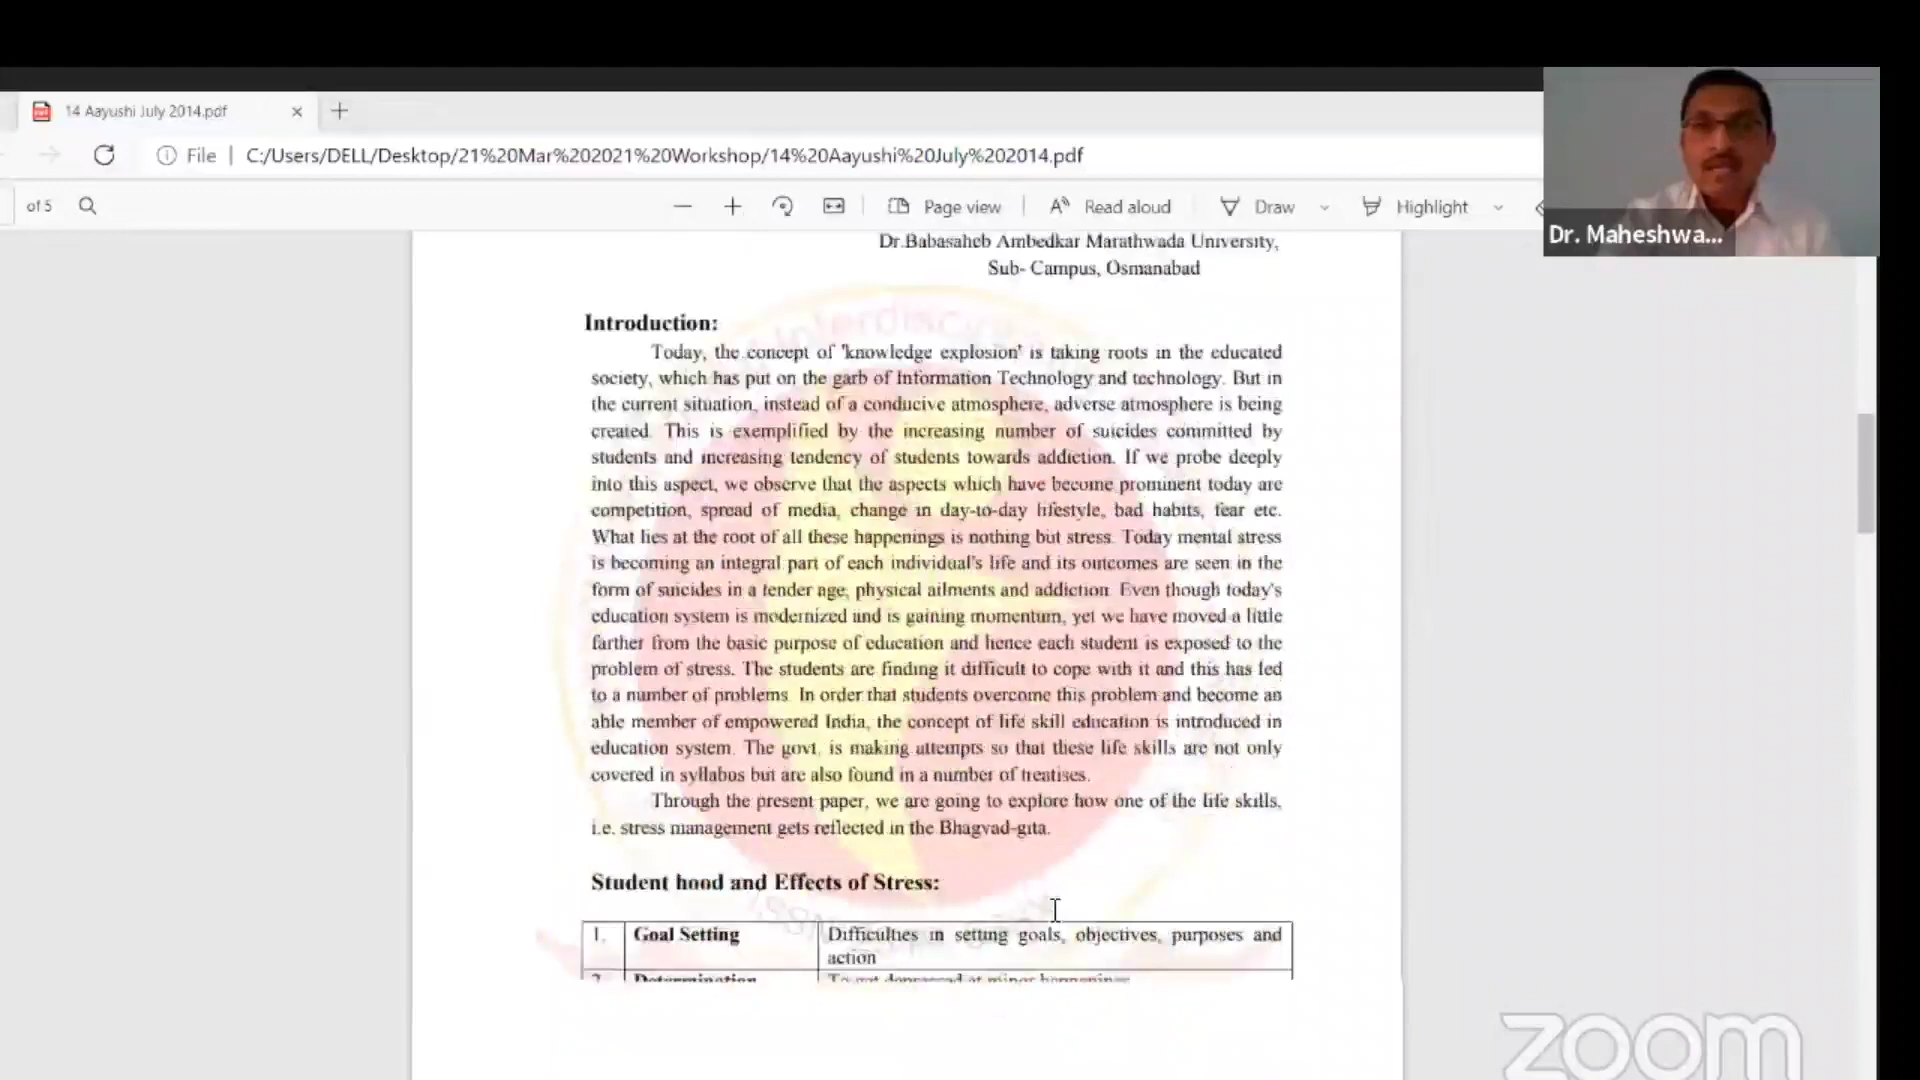 14 Aayushi July 2014.pdf
File | C:/Users/DELL/Desktop/21%20Mar%202021%20Workshop/14%20Aayushi%20July%202014.pdf
of 5
Page view
Read aloud
Draw
Highlight
Dr. Maheshwa...
Dr.Babasaheb Ambedkar Marathwada University,
Sub- Campus, Osmanabad
Introduction:
Today, the concept of 'knowledge explosion' is taking roots in the educated
society, which has put on the garb of Information Technology and technology. But in
the current situation, instead of a conducive atmosphere, adverse atmosphere is being
created. This is exemplified by the increasing number of suicides committed by
students and increasing tendency of students towards addiction. If we probe deeply
into this aspect, we observe that the aspects which have become prominent today are
competition, spread of media, change in day-to-day lifestyle, bad habits, fear etc.
What lies at the root of all these happenings is nothing but stress. Today mental stress
is becoming an integral part of each individual's life and its outcomes are seen in the
form of suicides in a tender age, physical ailments and addiction. Even though today's
education system is modernized and is gaining momentum, yet we have moved a little
farther from the basic purpose of education and hence each student is exposed to the
problem of stress. The students are finding it difficult to cope with it and this has led
to a number of problems. In order that students overcome this problem and become an
able member of empowered India, the concept of life skill education is introduced in
education system. The govt. is making attempts so that these life skills are not only
covered in syllabus but are also found in a number of treatises.
Through the present paper, we are going to explore how one of the life skills,
i.e. stress management gets reflected in the Bhagvad-gita.
Student hood and Effects of Stress:
1. Goal Setting Difficulties in setting goals, objectives, purposes and
action
2. Determination To get depressed at minor happenings
zoom